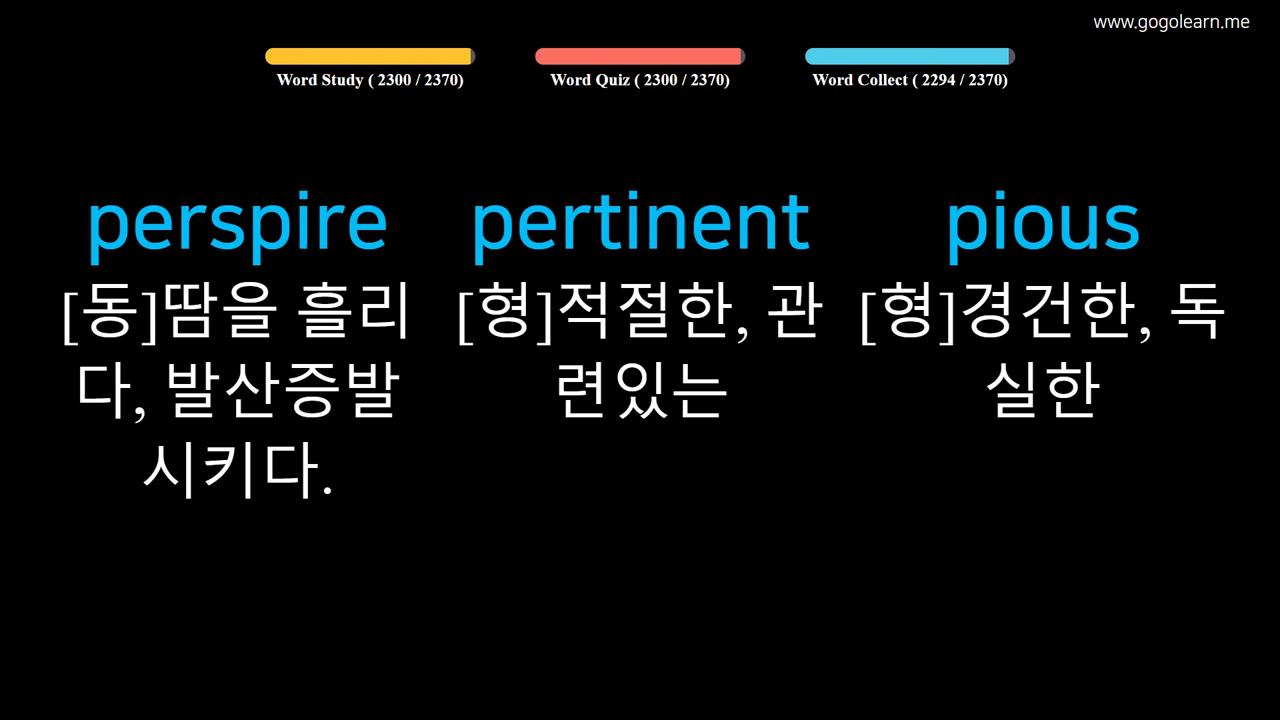 www.gogolearn.me
Word Study ( 2300 / 2370)
Word Quiz ( 2300 / 2370)
Word Collect ( 2294 / 2370)
perspire
[동]땀을 흘리
다, 발산증발
시키다.
pertinent
[형]적절한, 관
련있는
pious
[형]경건한, 독
실한